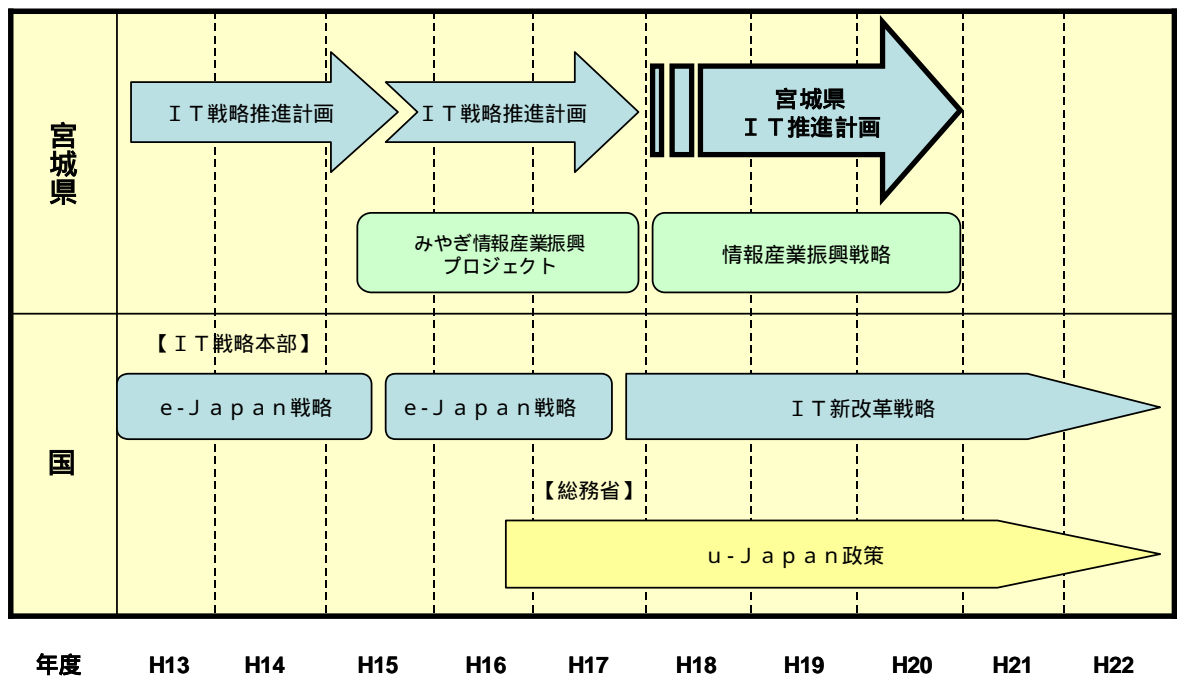 宮城県
ＩＴ戦略推進計画
ＩＴ戦略推進計画
宮城県
ＩＴ推進計画
みやぎ情報産業振興
プロジェクト
情報産業振興戦略
国
【ＩＴ戦略本部】
e-Ｊａｐａｎ戦略
e-Ｊａｐａｎ戦略
ＩＴ新改革戦略
【総務省】
u-Ｊａｐａｎ政策
年度 H13 H14 H15 H16 H17 H18 H19 H20 H21 H22